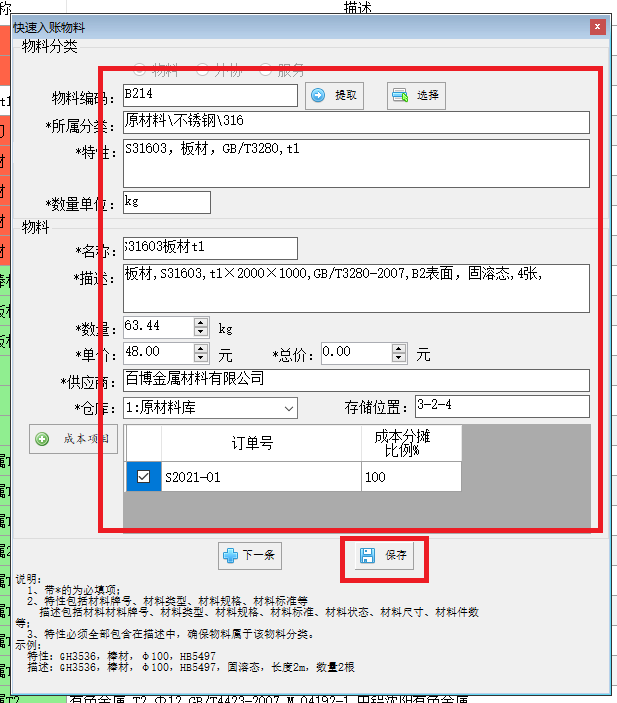 称
描述
快速入账物料
x
物料分类
物料 外协 服务
物料编码: B214 提取 选择
*所属分类: 原材料\不锈钢\316
*特性: S31603, 板材, GB/T3280,t1
*数量单位: kg
物料
*名称: S31603板材t1
*描述: 板材,S31603,t1×2000×1000,GB/T3280-2007,B2表面, 固溶态,4张,
*数量: 63.44 kg
*单价: 48.00 元 *总价: 0.00 元
*供应商: 百博金属材料有限公司
*仓库: 1:原材料库 存储位置: 3-2-4
成本项目
订单号 成本分摊
比例%
S2021-01 100
下一条 保存
说明:
1、带*的为必填项;
2、特性包括材料牌号、材料类型、材料规格、材料标准等
描述包括材料材料牌号、材料类型、材料规格、材料标准、材料状态、材料尺寸、材料件数
等;
3、特性必须全部包含在描述中, 确保物料属于该物料分类。
示例:
特性: GH3536, 棒材, φ100, HB5497
描述: GH3536, 棒材, φ100, HB5497, 固溶态, 长度2m, 数量2根